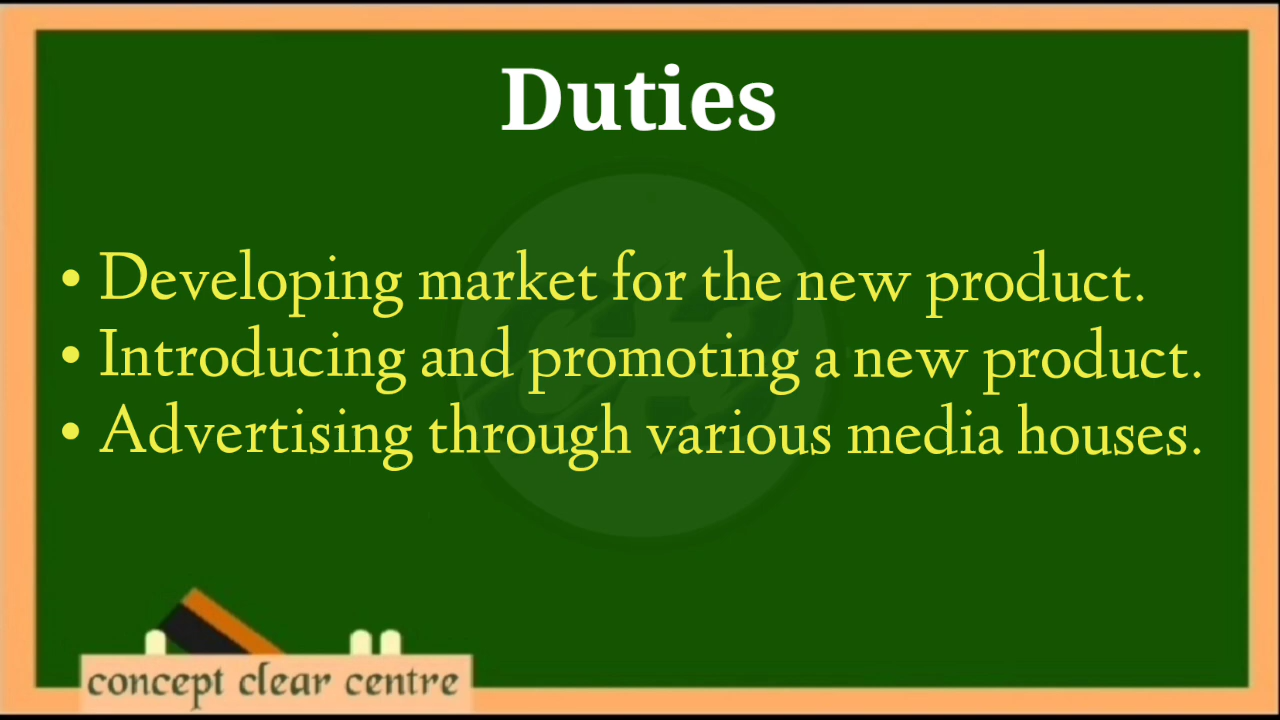 Duties
• Developing market for the new product.
• Introducing and promoting a new product.
• Advertising through various media houses.
concept clear centre